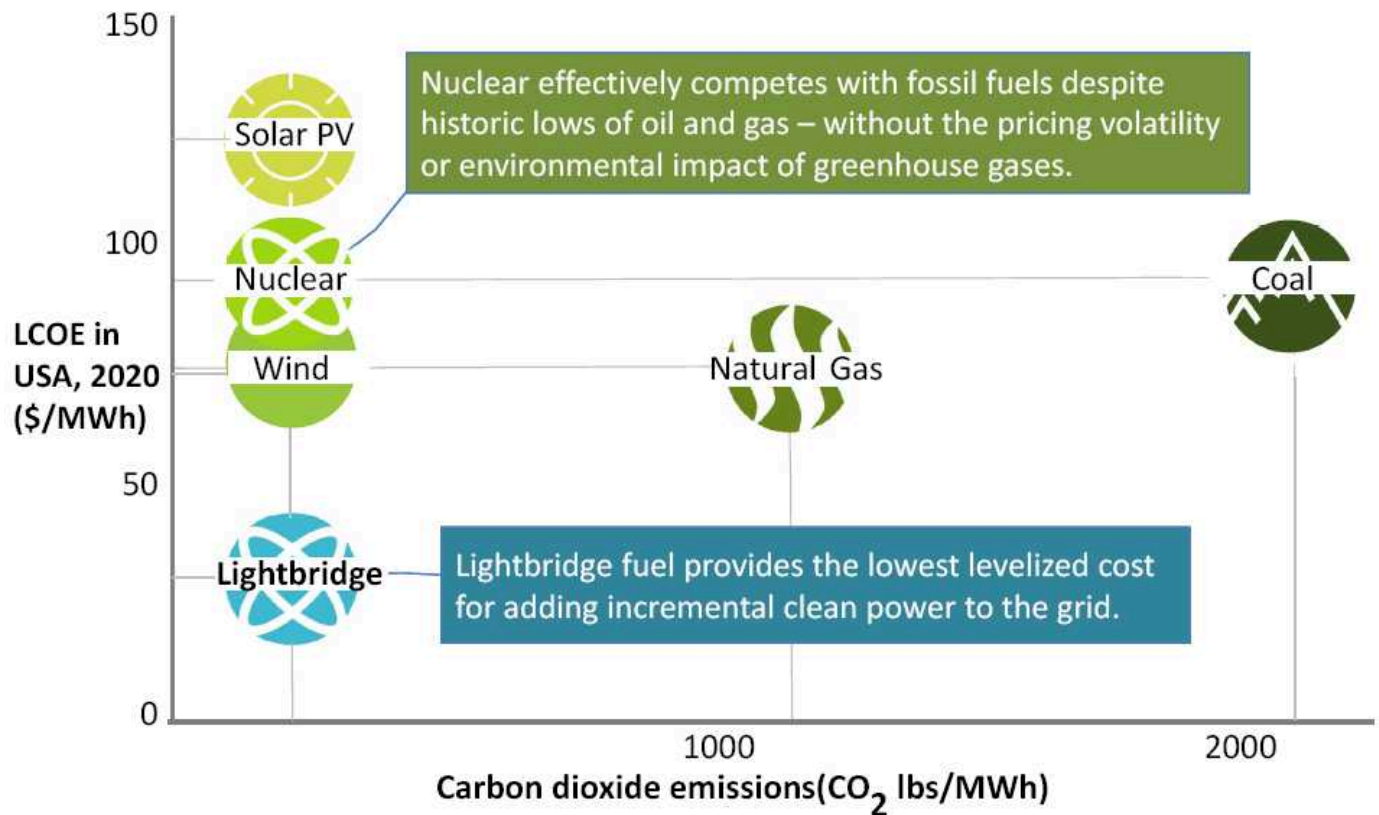 150
Solar PV
Nuclear effectively competes with fossil fuels despite
historic lows of oil and gas – without the pricing volatility
or environmental impact of greenhouse gases.
100
Nuclear
Coal
LCOE in
USA, 2020
($/MWh)
Wind
Natural Gas
50
Lightbridge
Lightbridge fuel provides the lowest levelized cost
for adding incremental clean power to the grid.
0
1000
2000
Carbon dioxide emissions(CO₂ lbs/MWh)